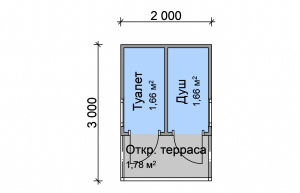 2 000
3 000
Туалет
1,66 м²
Душ
1,66 м²
Откр. терраса
1,78 м²